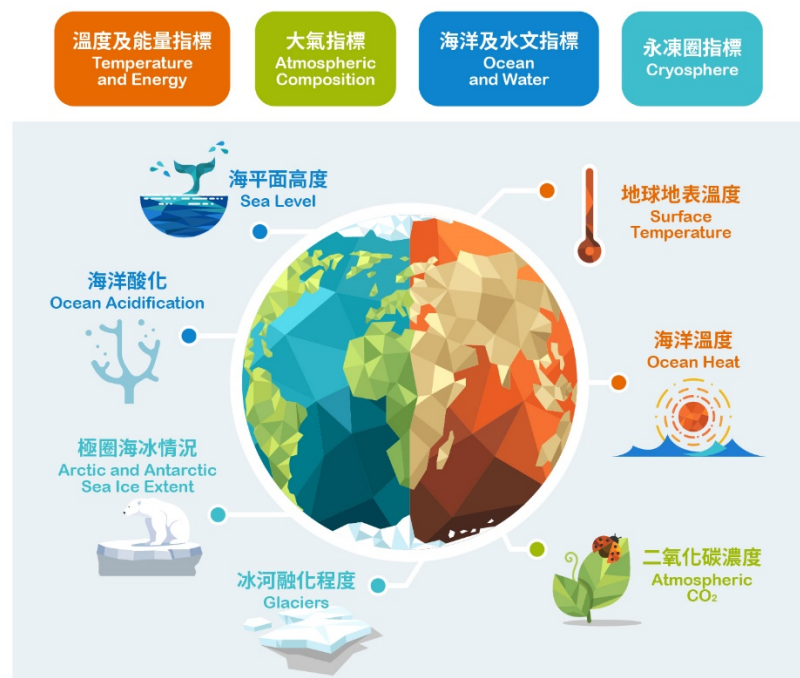 溫度及能量指標
Temperature
and Energy
大氣指標
Atmospheric
Composition
海洋及水文指標
Ocean
and Water
永凍圈指標
Cryosphere
海平面高度
Sea Level
地球地表溫度
Surface
Temperature
海洋酸化
Ocean Acidification
海洋溫度
Ocean Heat
極圈海冰情況
Arctic and Antarctic
Sea Ice Extent
二氧化碳濃度
Atmospheric
CO₂
冰河融化程度
Glaciers